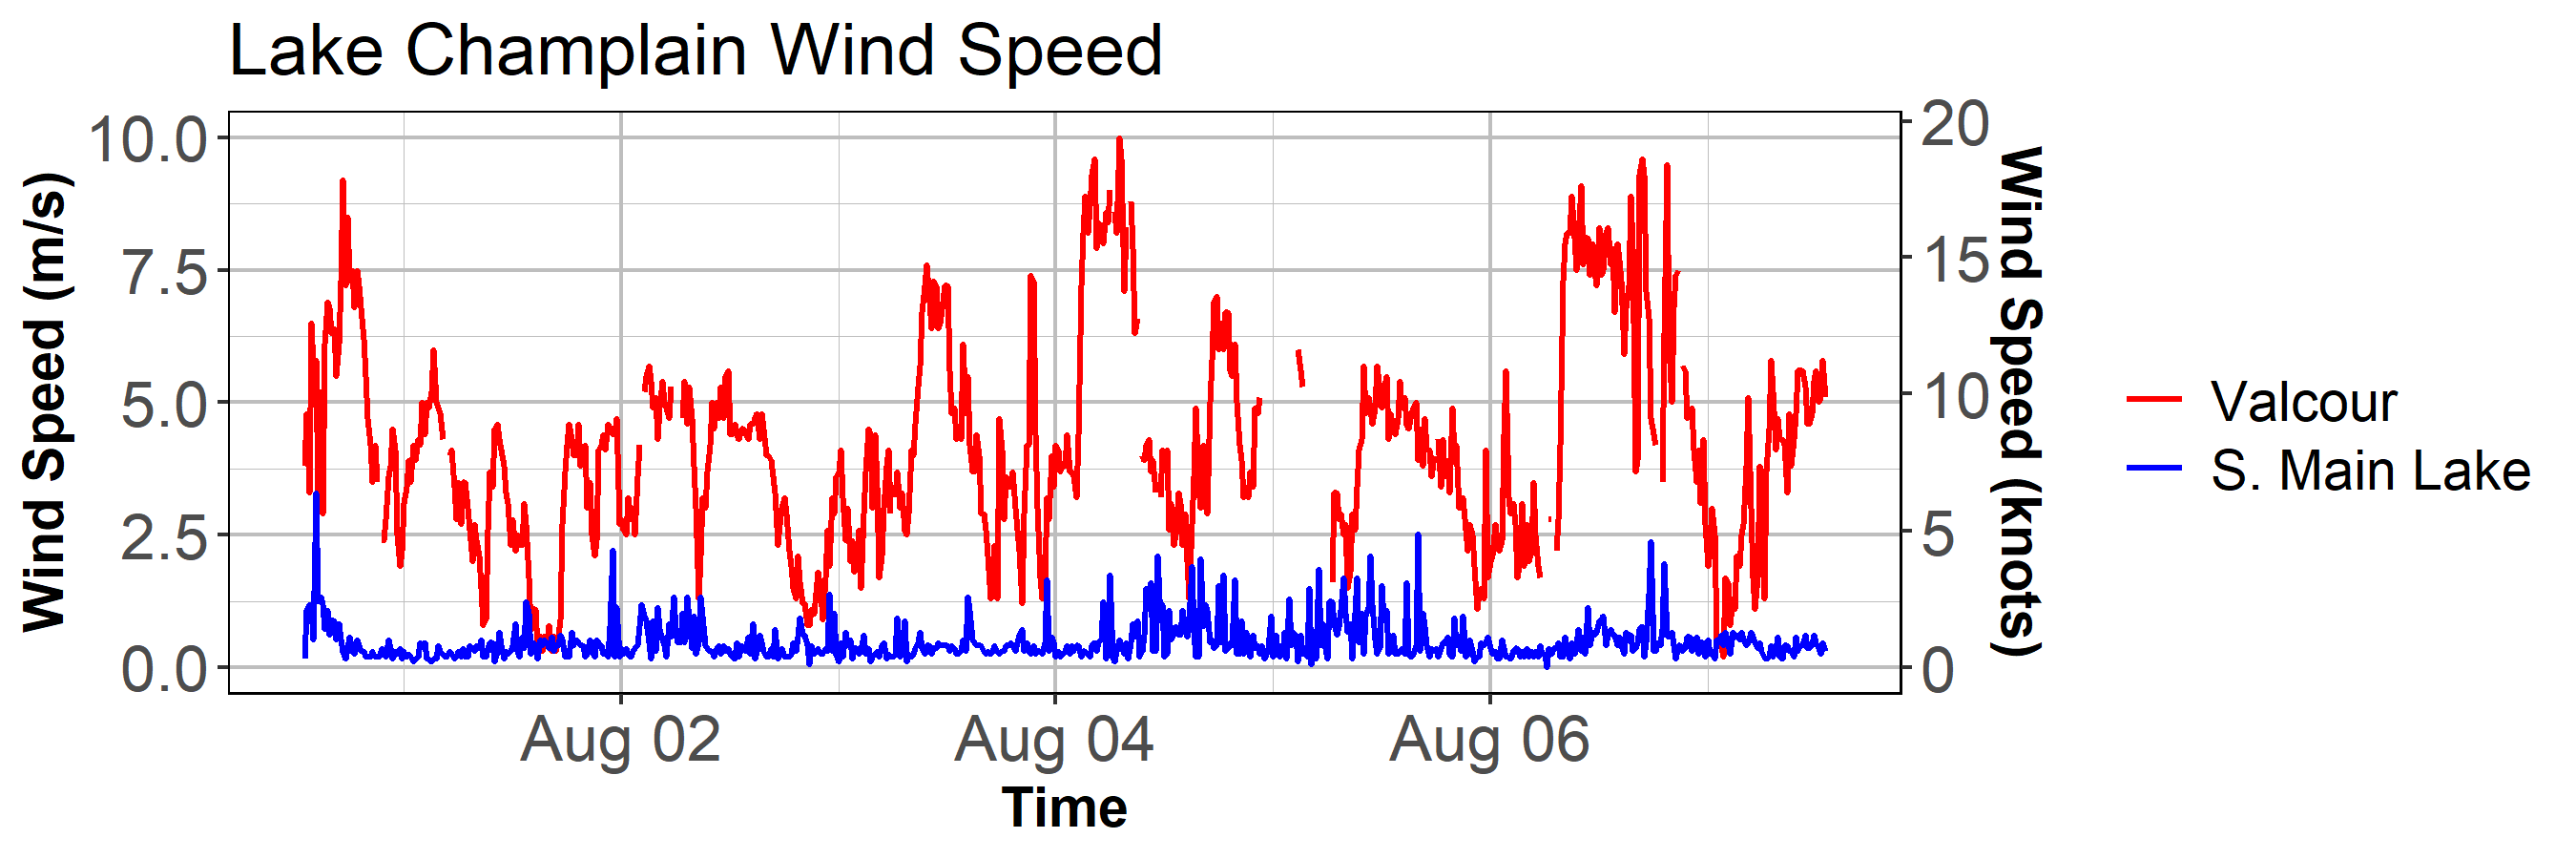 Lake Champlain Wind Speed
Wind Speed (m/s)
10.0
7.5
5.0
2.5
0.0
20
15
10
5
0
Wind Speed (knots)
Aug 02
Aug 04
Aug 06
Time
Valcour
S. Main Lake